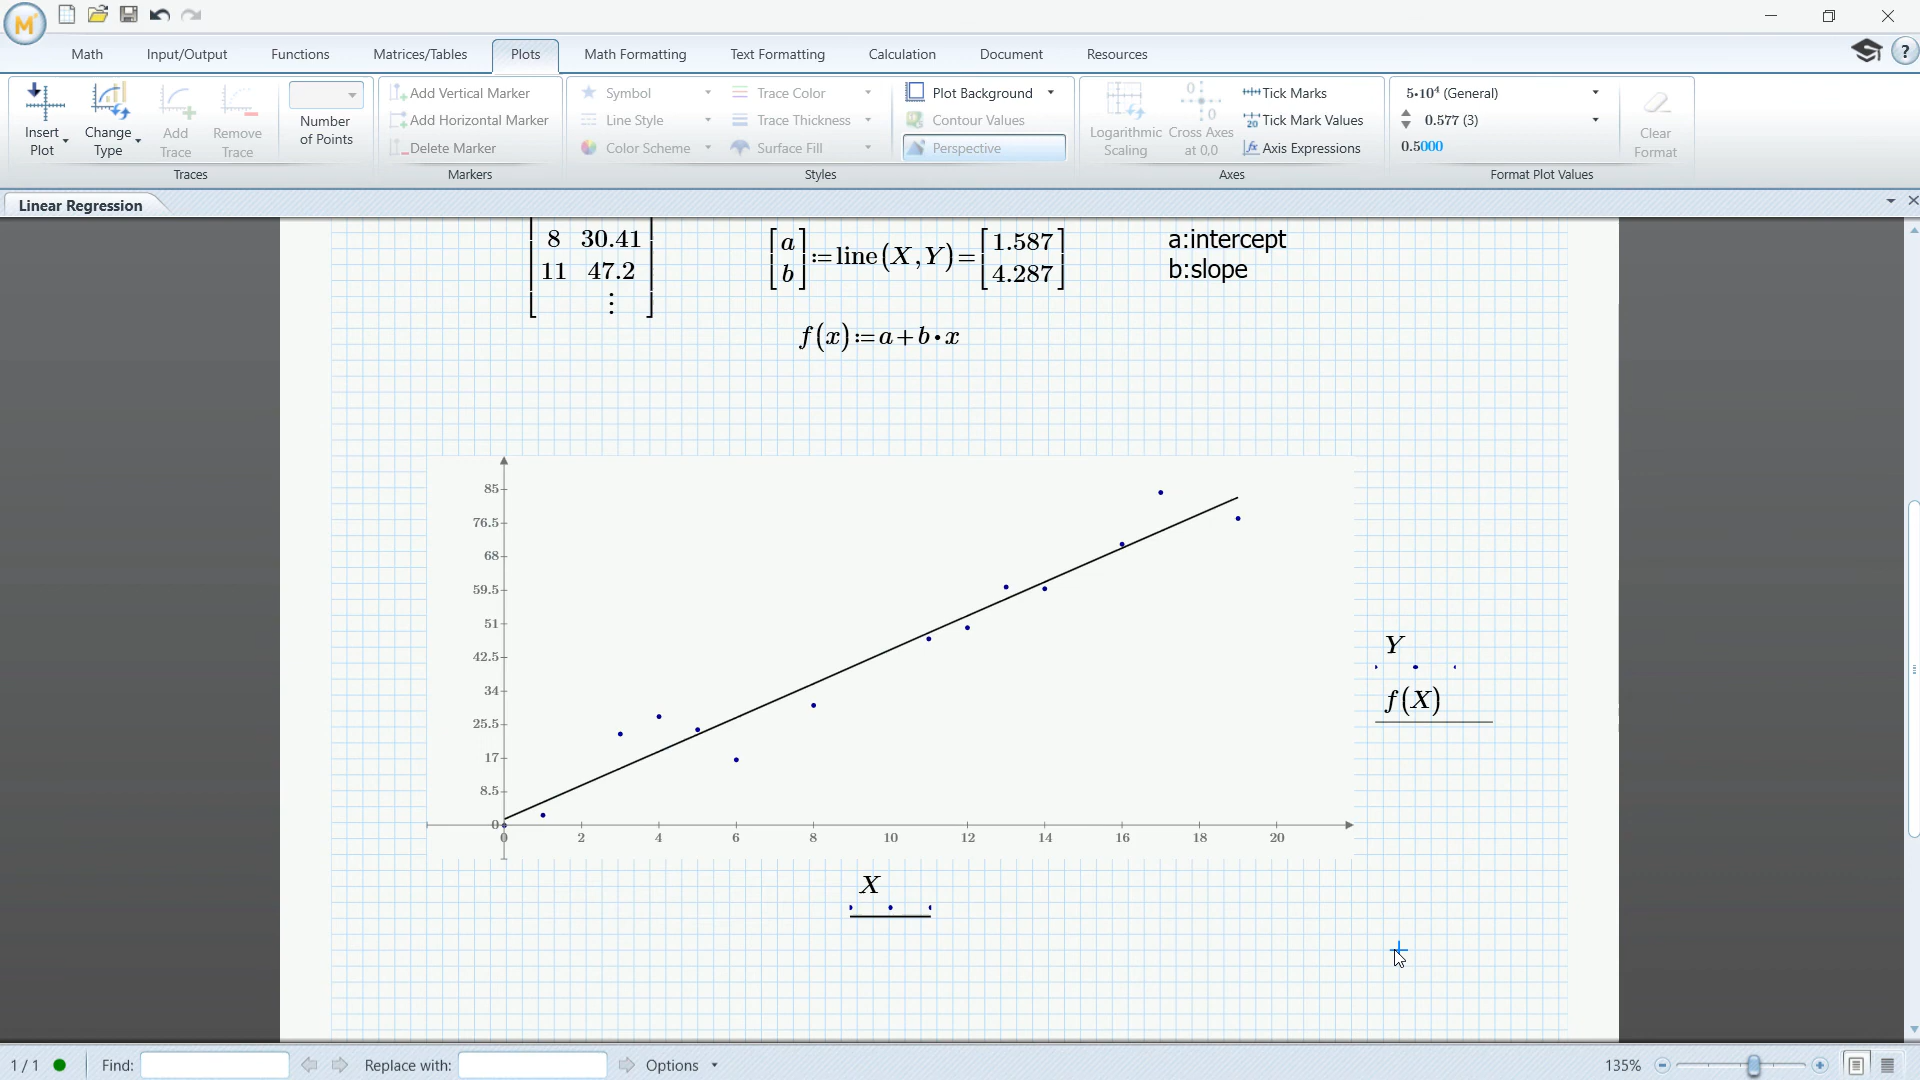 Math Input/Output Functions Matrices/Tables Plots Math Formatting Text Formatting Calculation Document Resources
Insert Plot
Change Type
Add Trace
Remove Trace
Number of Points
Traces
Add Vertical Marker
Add Horizontal Marker
Delete Marker
Markers
Symbol
Line Style
Color Scheme
Trace Color
Trace Thickness
Surface Fill
Plot Background
Contour Values
Perspective
Styles
Logarithmic Scaling
Cross Axes at 0,0
Tick Marks
Tick Mark Values
Axis Expressions
Axes
5·10⁴ (General)
0.577 (3)
0.5000
Format Plot Values
Clear Format
Linear Regression
8 30.41
11 47.2
⋮
[a b]:=line(X,Y)=[1.587 4.287]
a:intercept
b:slope
f(x):=a+b·x
85
76.5
68
59.5
51
42.5
34
25.5
17
8.5
0
0 2 4 6 8 10 12 14 16 18 20
Y
f(X)
X
1 / 1 Find: Replace with: Options 135%